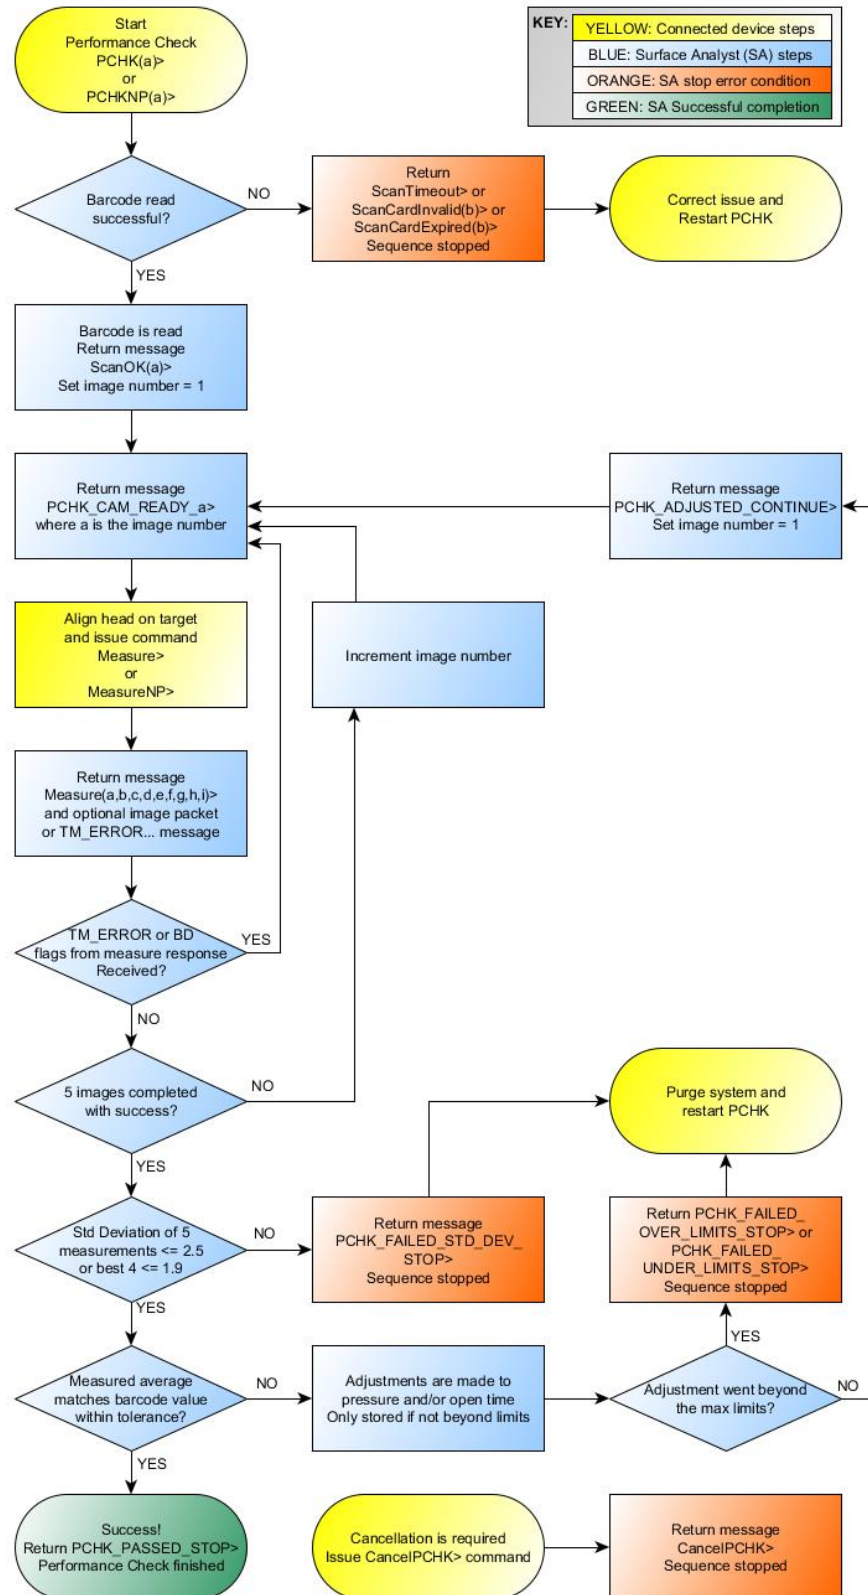 Start
Performance Check
PCHK(a)>
or
PCHKNP(a)>
KEY:
YELLOW: Connected device steps
BLUE: Surface Analyst (SA) steps
ORANGE: SA stop error condition
GREEN: SA Successful completion
Barcode read
successful?
NO
Return
ScanTimeout> or
ScanCardInvalid(b)> or
ScanCardExpired(b)>
Sequence stopped
Correct issue and
Restart PCHK
YES
Barcode is read
Return message
ScanOK(a)>
Set image number = 1
Return message
PCHK_CAM_READY_a>
where a is the image number
Return message
PCHK_ADJUSTED_CONTINUE>
Set image number = 1
Align head on target
and issue command
Measure>
or
MeasureNP>
Increment image number
Return message
Measure(a,b,c,d,e,f,g,h,i)>
and optional image packet
or TM_ERROR... message
TM_ERROR or BD
flags from measure response
Received?
YES
NO
5 images completed
with success?
NO
Purge system and
restart PCHK
YES
Std Deviation of 5
measurements <= 2.5
or best 4 <= 1.9
NO
Return message
PCHK_FAILED_STD_DEV_
STOP>
Sequence stopped
Return PCHK_FAILED_
OVER_LIMITS_STOP> or
PCHK_FAILED_
UNDER_LIMITS_STOP>
Sequence stopped
YES
YES
Measured average
matches barcode value
within tolerance?
NO
Adjustments are made to
pressure and/or open time
Only stored if not beyond limits
Adjustment went beyond
the max limits?
NO
YES
Success!
Return PCHK_PASSED_STOP>
Performance Check finished
Cancellation is required
Issue CancelPCHK> command
Return message
CancelPCHK>
Sequence stopped